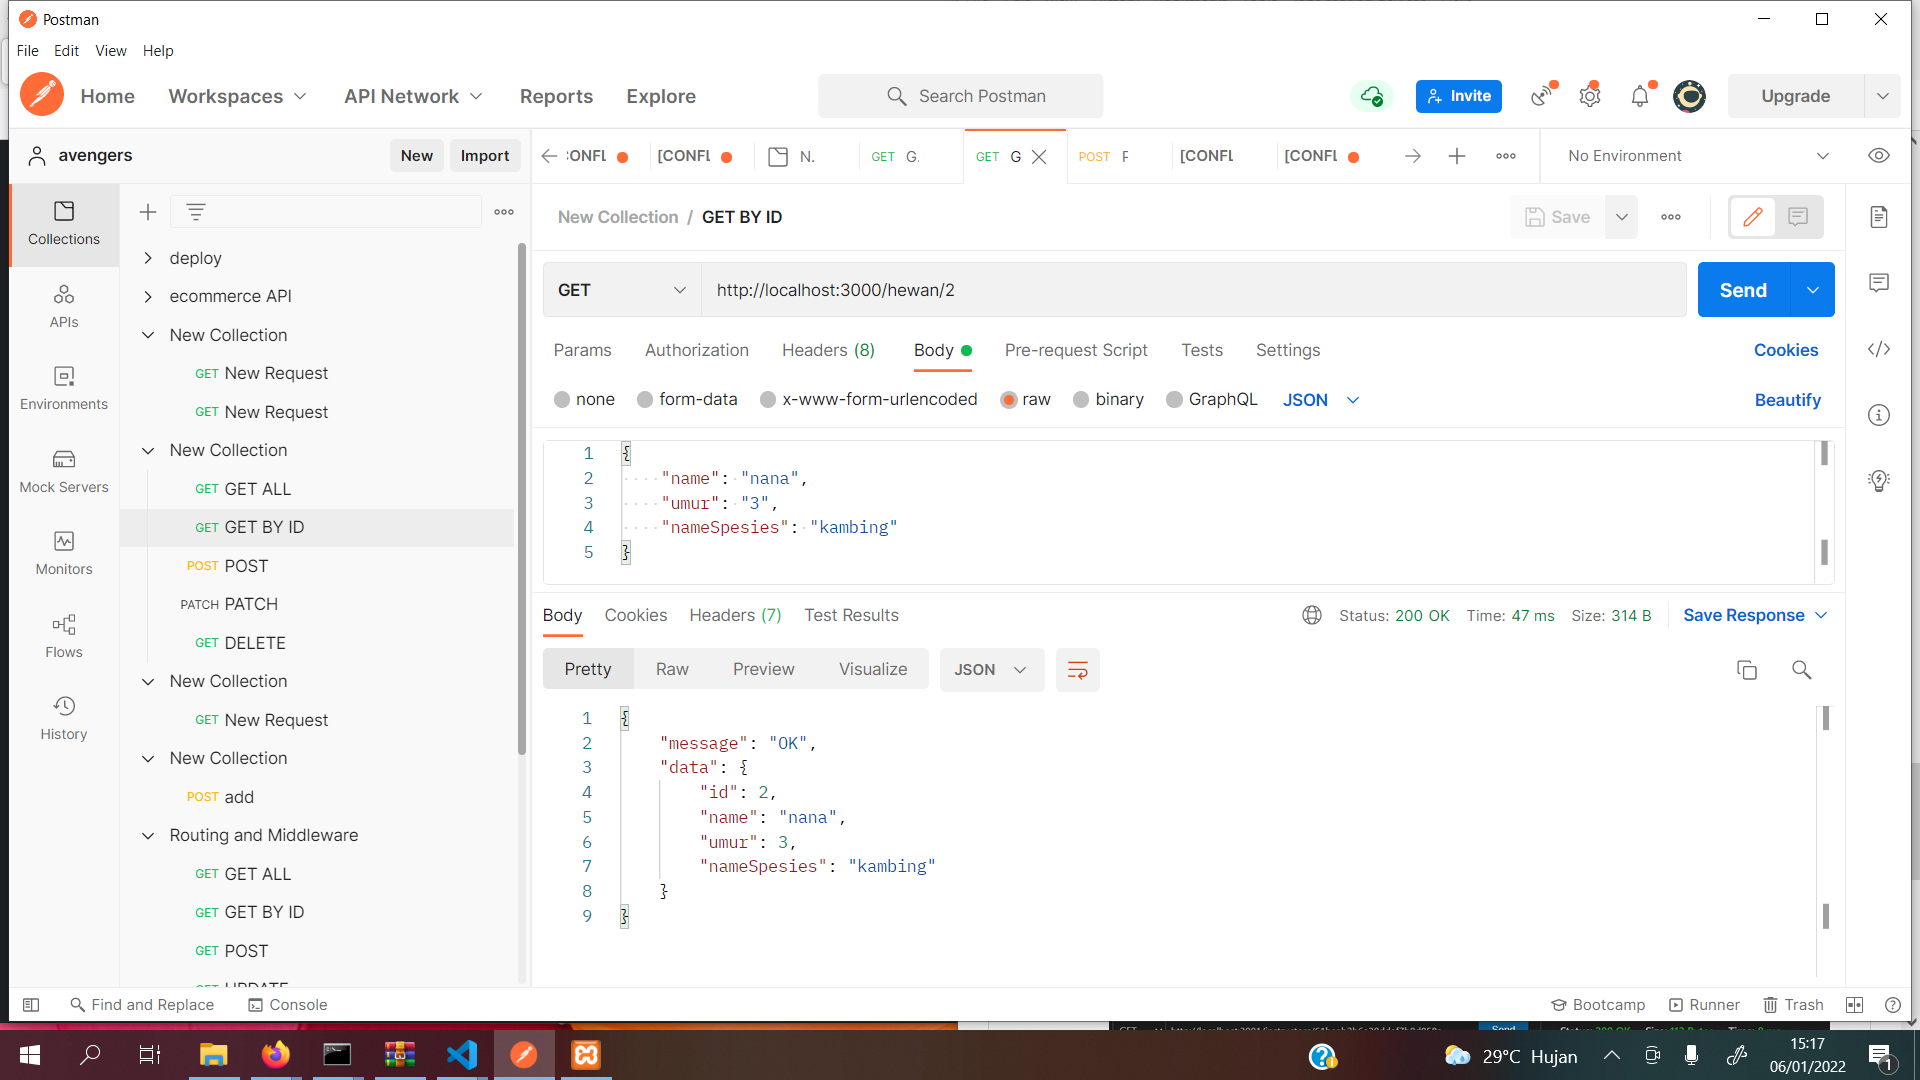 Postman
File Edit View Help
Home Workspaces API Network Reports Explore
Search Postman
Invite
Upgrade
avengers
New Import
CONFL
[CONFL
N.
GET G.
GET G
POST F
[CONFL
[CONFL
No Environment
Collections
APIs
Environments
Mock Servers
Monitors
Flows
History
deploy
ecommerce API
New Collection
GET New Request
GET New Request
New Collection
GET GET ALL
GET GET BY ID
POST POST
PATCH PATCH
GET DELETE
New Collection
GET New Request
New Collection
POST add
Routing and Middleware
GET GET ALL
GET GET BY ID
GET POST
GET UPDATE
New Collection / GET BY ID
Save
GET http://localhost:3000/hewan/2
Send
Params Authorization Headers (8) Body Pre-request Script Tests Settings
Cookies
none form-data x-www-form-urlencoded raw binary GraphQL JSON
Beautify
1 {
2 "name": "nana",
3 "umur": "3",
4 "nameSpesies": "kambing"
5 }
Body Cookies Headers (7) Test Results
Status: 200 OK Time: 47 ms Size: 314 B
Save Response
Pretty Raw Preview Visualize JSON
1 {
2 "message": "OK",
3 "data": {
4 "id": 2,
5 "name": "nana",
6 "umur": 3,
7 "nameSpesies": "kambing"
8 }
9 }
Find and Replace Console
Bootcamp Runner Trash
29°C Hujan
15:17
06/01/2022
1